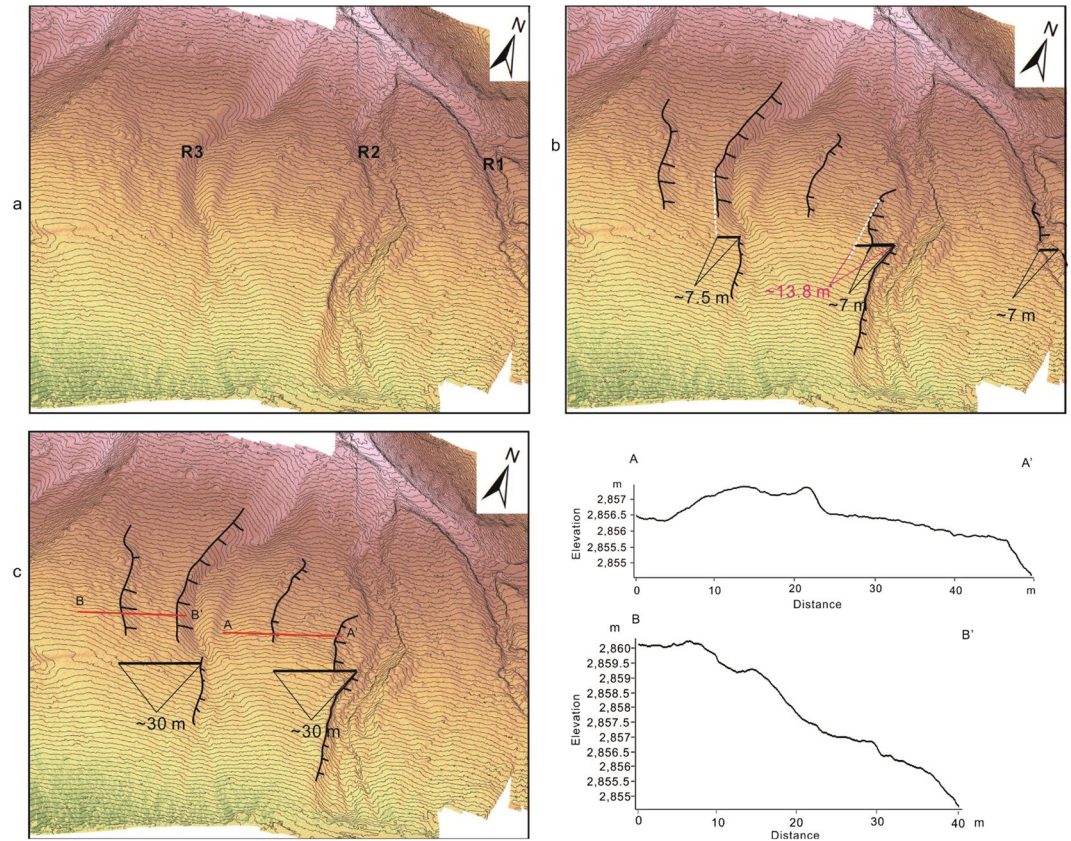 a
N
R3
R2
R1
b
N
~7.5 m
~13.8 m
~7 m
~7 m
c
N
B
B'
A
A'
~30 m
~30 m
A
A'
m
2,857
2,856.5
2,856
2,855.5
2,855
Elevation
0
10
20
30
40
m
Distance
B
B'
m
2,860
2,859.5
2,859
2,858.5
2,858
2,857.5
2,857
2,856.5
2,856
2,855.5
2,855
Elevation
0
10
20
30
40
m
Distance